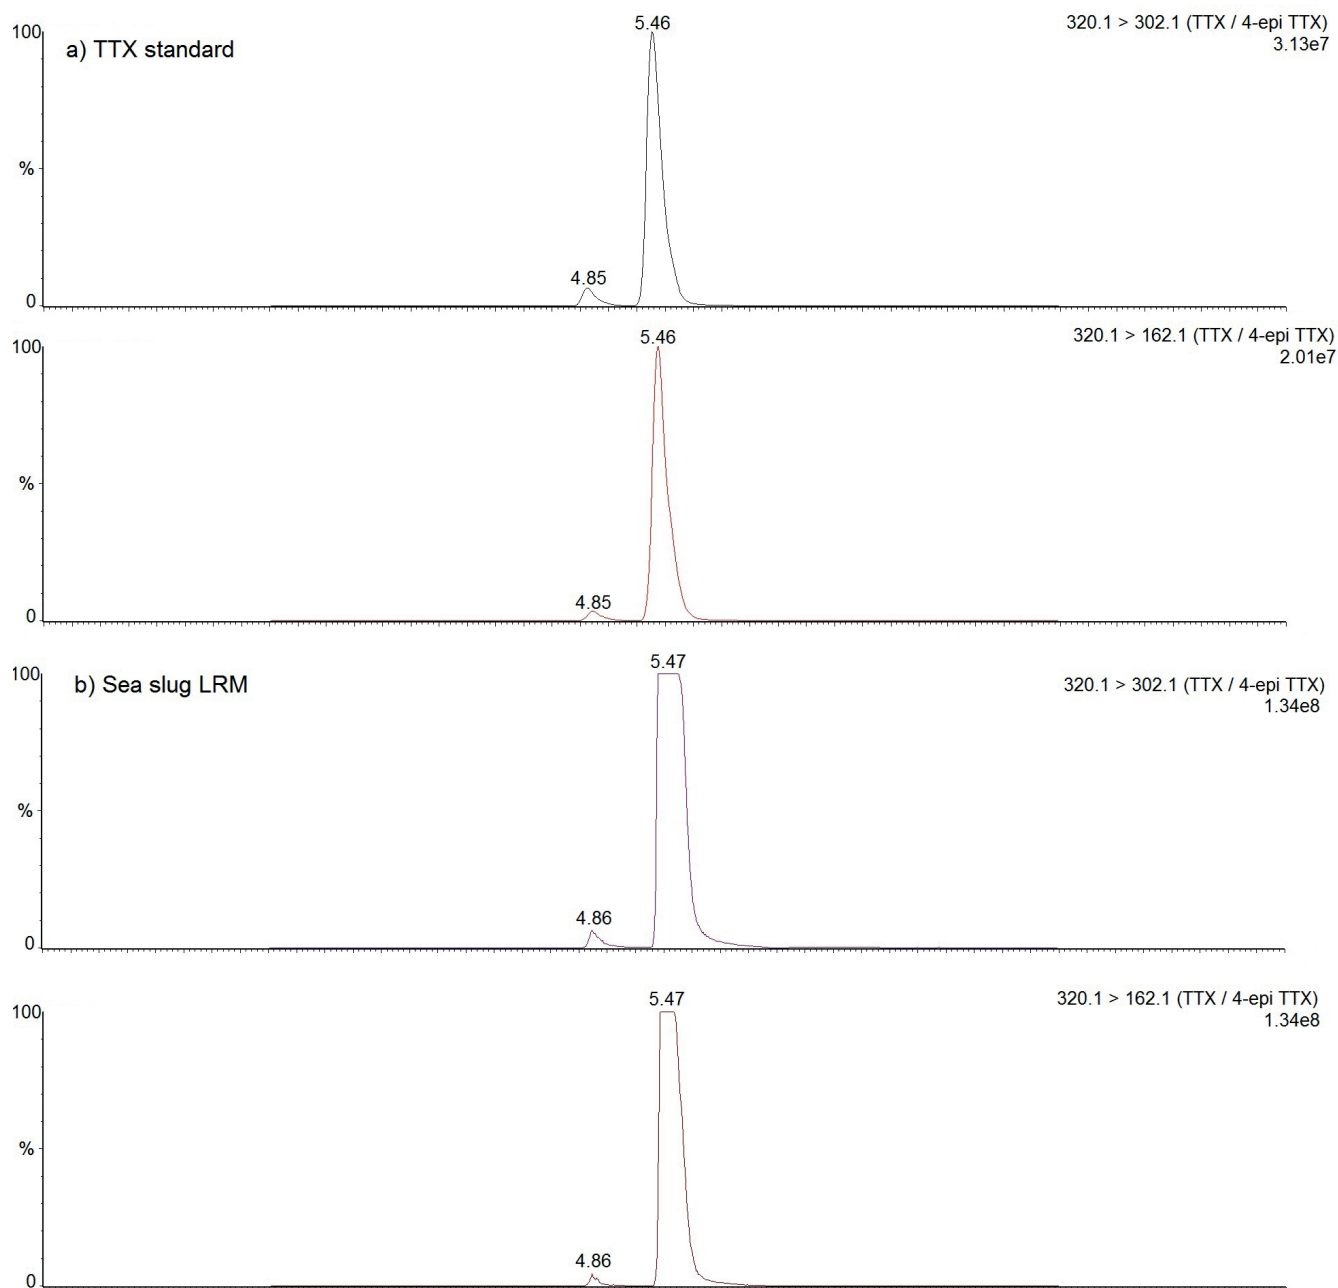 5.46
320.1 > 302.1 (TTX / 4-epi TTX)
3.13e7
100
a) TTX standard
%
4.85
0
5.46
320.1 > 162.1 (TTX / 4-epi TTX)
2.01e7
100
%
4.85
0
5.47
100
b) Sea slug LRM
320.1 > 302.1 (TTX / 4-epi TTX)
1.34e8
%
4.86
0
5.47
320.1 > 162.1 (TTX / 4-epi TTX)
1.34e8
100
%
4.86
0